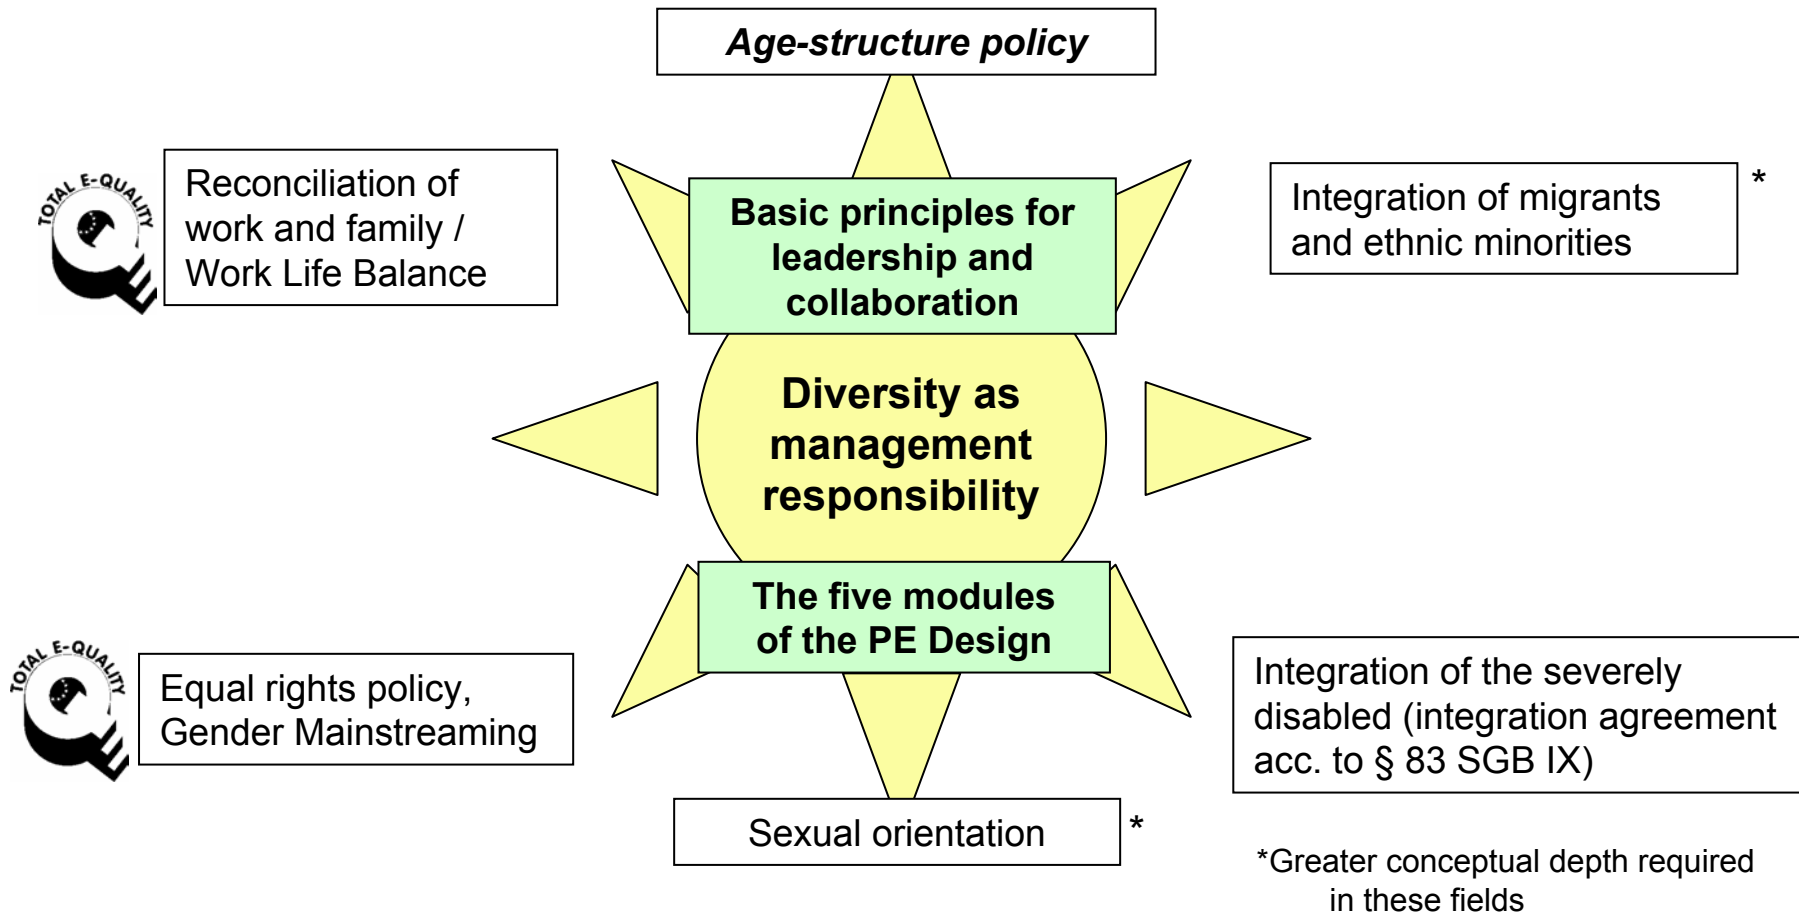 Age-structure policy
TOTAL E-QUALITY
Reconciliation of
work and family /
Work Life Balance
Basic principles for
leadership and
collaboration
Integration of migrants
and ethnic minorities
*
Diversity as
management
responsibility
The five modules
of the PE Design
TOTAL E-QUALITY
Equal rights policy,
Gender Mainstreaming
Integration of the severely
disabled (integration agreement
acc. to § 83 SGB IX)
Sexual orientation
*
*Greater conceptual depth required
in these fields